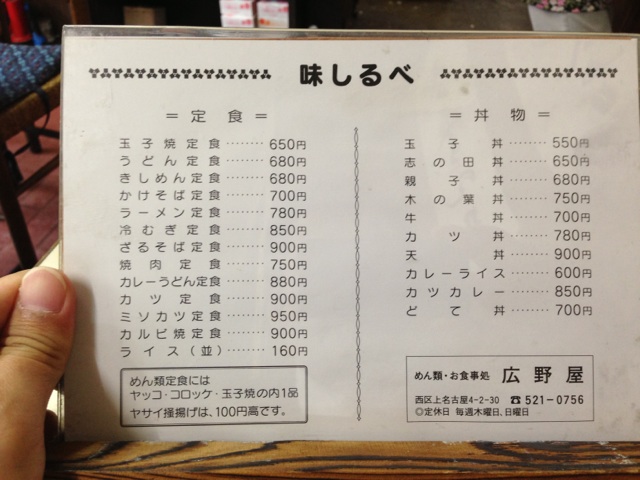 味しるべ
＝定食＝
玉子焼定食………650円
うどん定食………680円
きしめん定食………680円
かけそば定食………700円
ラーメン定食………780円
冷むぎ定食………850円
ざるそば定食………900円
焼肉定食………750円
カレーうどん定食………880円
カツ定食………900円
ミソカツ定食………950円
カルビ焼定食………900円
ライス(並)………160円
めん類定食には
ヤッコ・コロッケ・玉子焼の内1品
ヤサイ掻揚げは、100円高です。
＝丼物＝
玉子丼………550円
志の田丼………650円
親子丼………680円
木の葉丼………750円
牛丼………700円
カツ丼………780円
天丼………900円
カレーライス………600円
カツカレー………850円
どて丼………700円
めん類・お食事処 広野屋
西区上名古屋4-2-30 ☎521-0756
◎定休日 毎週木曜日、日曜日